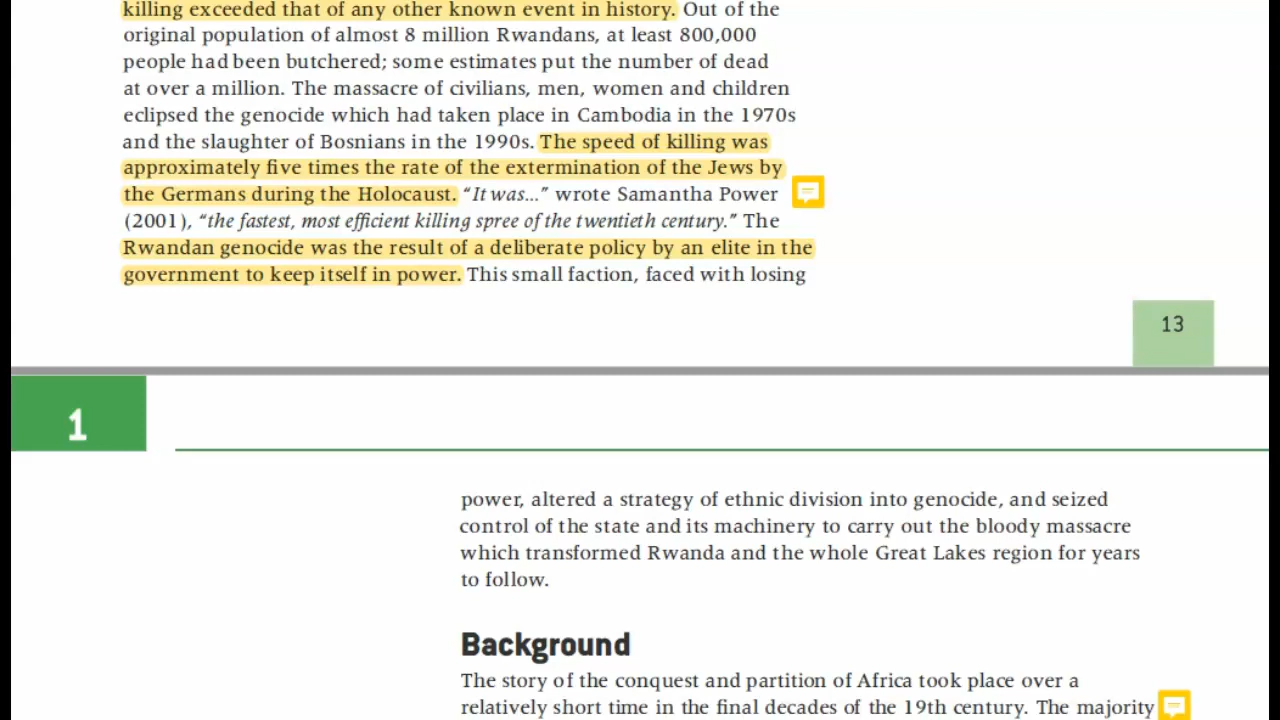 killing exceeded that of any other known event in history. Out of the
original population of almost 8 million Rwandans, at least 800,000
people had been butchered; some estimates put the number of dead
at over a million. The massacre of civilians, men, women and children
eclipsed the genocide which had taken place in Cambodia in the 1970s
and the slaughter of Bosnians in the 1990s. The speed of killing was
approximately five times the rate of the extermination of the Jews by
the Germans during the Holocaust. “It was...” wrote Samantha Power
(2001), “the fastest, most efficient killing spree of the twentieth century.” The
Rwandan genocide was the result of a deliberate policy by an elite in the
government to keep itself in power. This small faction, faced with losing
13
1
power, altered a strategy of ethnic division into genocide, and seized
control of the state and its machinery to carry out the bloody massacre
which transformed Rwanda and the whole Great Lakes region for years
to follow.
Background
The story of the conquest and partition of Africa took place over a
relatively short time in the final decades of the 19th century. The majority